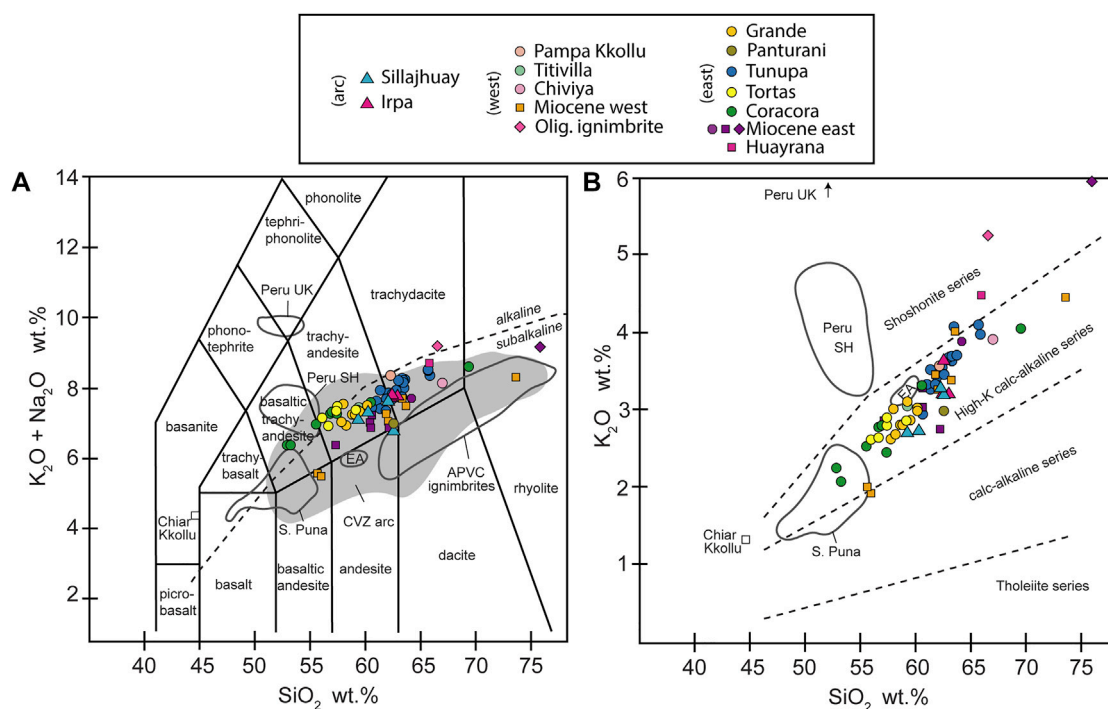 (arc)
Sillajhuay
Irpa
(west)
Pampa Kkollu
Titivilla
Chiviya
Miocene west
Olig. ignimbrite
(east)
Grande
Panturani
Tunupa
Tortas
Coracora
Miocene east
Huayrana
A
14
12
10
8
6
4
2
K2O + Na2O wt.%
40
45
50
55
60
65
70
75
SiO2 wt.%
phonolite
tephri-
phonolite
Peru UK
trachydacite
alkaline
subalkaline
phono-
tephrite
trachy-
andesite
Peru SH
basaltic
trachy-
andesite
basanite
trachy-
basalt
EA
APVC
ignimbrites
rhyolite
Chiar
Kkollu
S. Puna
CVZ arc
dacite
picro-
basalt
basalt
basaltic
andesite
andesite
B
6
5
4
3
2
1
K2O wt.%
40
45
50
55
60
65
70
75
SiO2 wt.%
Peru UK
Peru
SH
Shoshonite series
EA
High-K calc-alkaline series
calc-alkaline series
Chiar
Kkollu
S. Puna
Tholeiite series